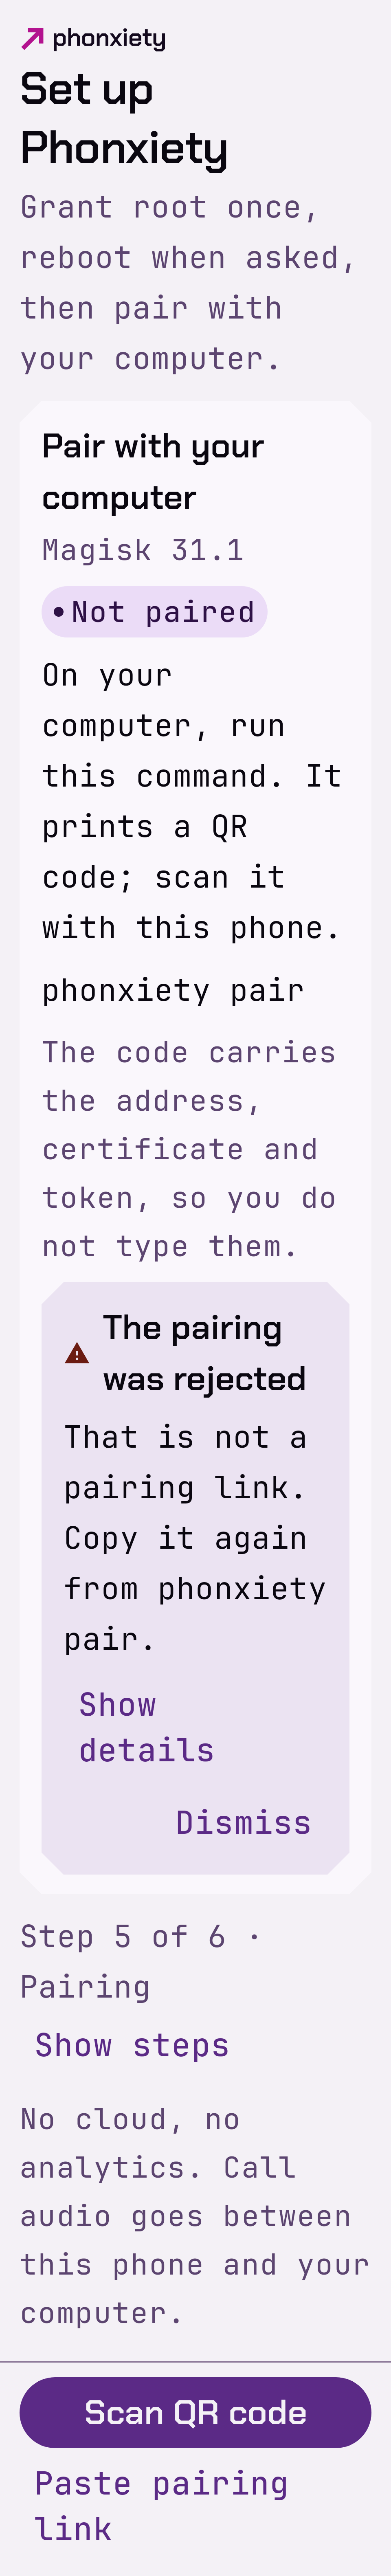 phonxiety
Set up
Phonxiety
Grant root once,
reboot when asked,
then pair with
your computer.
Pair with your
computer
Magisk 31.1
• Not paired
On your
computer, run
this command. It
prints a QR
code; scan it
with this phone.
phonxiety pair
The code carries
the address,
certificate and
token, so you do
not type them.
The pairing
was rejected
That is not a
pairing link.
Copy it again
from phonxiety
pair.
Show
details
Dismiss
Step 5 of 6 ·
Pairing
Show steps
No cloud, no
analytics. Call
audio goes between
this phone and your
computer.
Scan QR code
Paste pairing
link